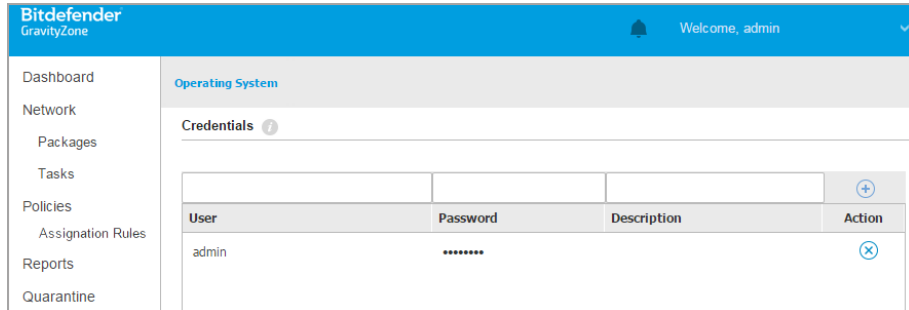 Bitdefender
GravityZone
Welcome, admin
Dashboard
Network
Packages
Tasks
Policies
Assignation Rules
Reports
Quarantine
Operating System
Credentials i
User Password Description Action
admin ••••••••